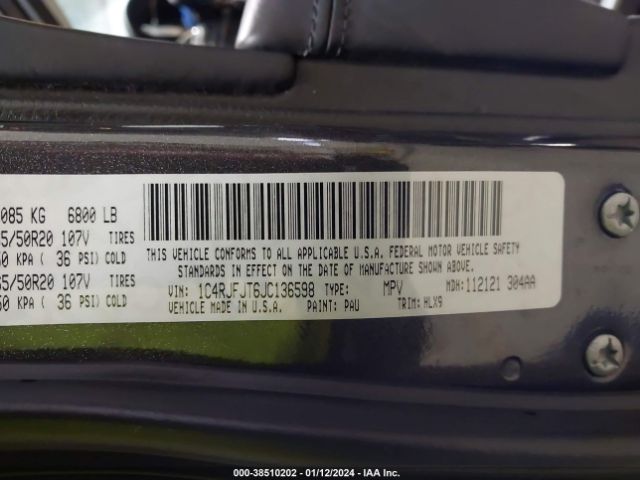 085 KG 6800 LB
5/50R20 107V TIRES
0 KPA ( 36 PSI) COLD
65/50R20 107V TIRES
50 KPA ( 36 PSI) COLD
THIS VEHICLE CONFORMS TO ALL APPLICABLE U.S.A. FEDERAL MOTOR VEHICLE SAFETY
STANDARDS IN EFFECT ON THE DATE OF MANUFACTURE SHOWN ABOVE.
VIN: 1C4RJFJT6JC136598 TYPE: MPV MDH: 112121 304AA
VEHICLE MADE IN U.S.A. PAINT: PAU TRIM: HLX9
000-38510202 - 01/12/2024 - IAA Inc.